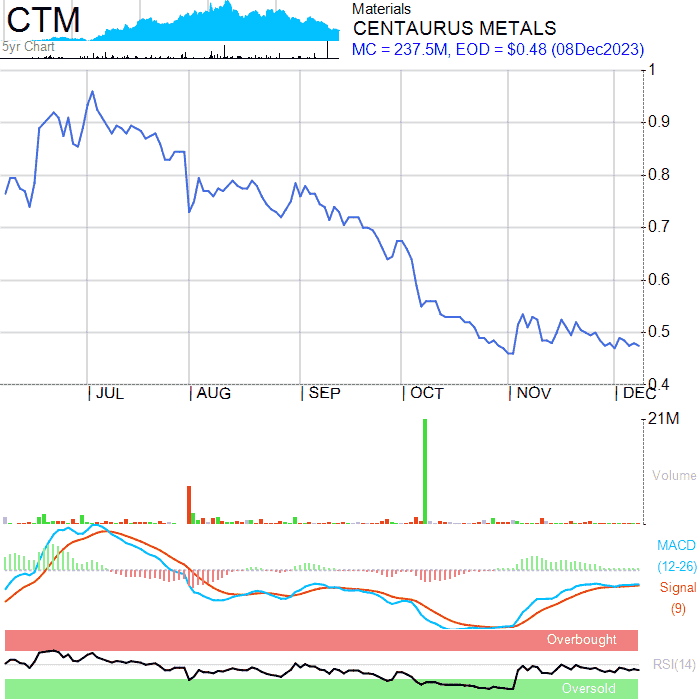 CTM
5yr Chart
Materials
CENTAURUS METALS
MC = 237.5M, EOD = $0.48 (08Dec2023)
1
0.9
0.8
0.7
0.6
0.5
0.4
JUL AUG SEP OCT NOV DEC
21M
Volume
MACD
(12-26)
Signal
(9)
Overbought
RSI(14)
Oversold